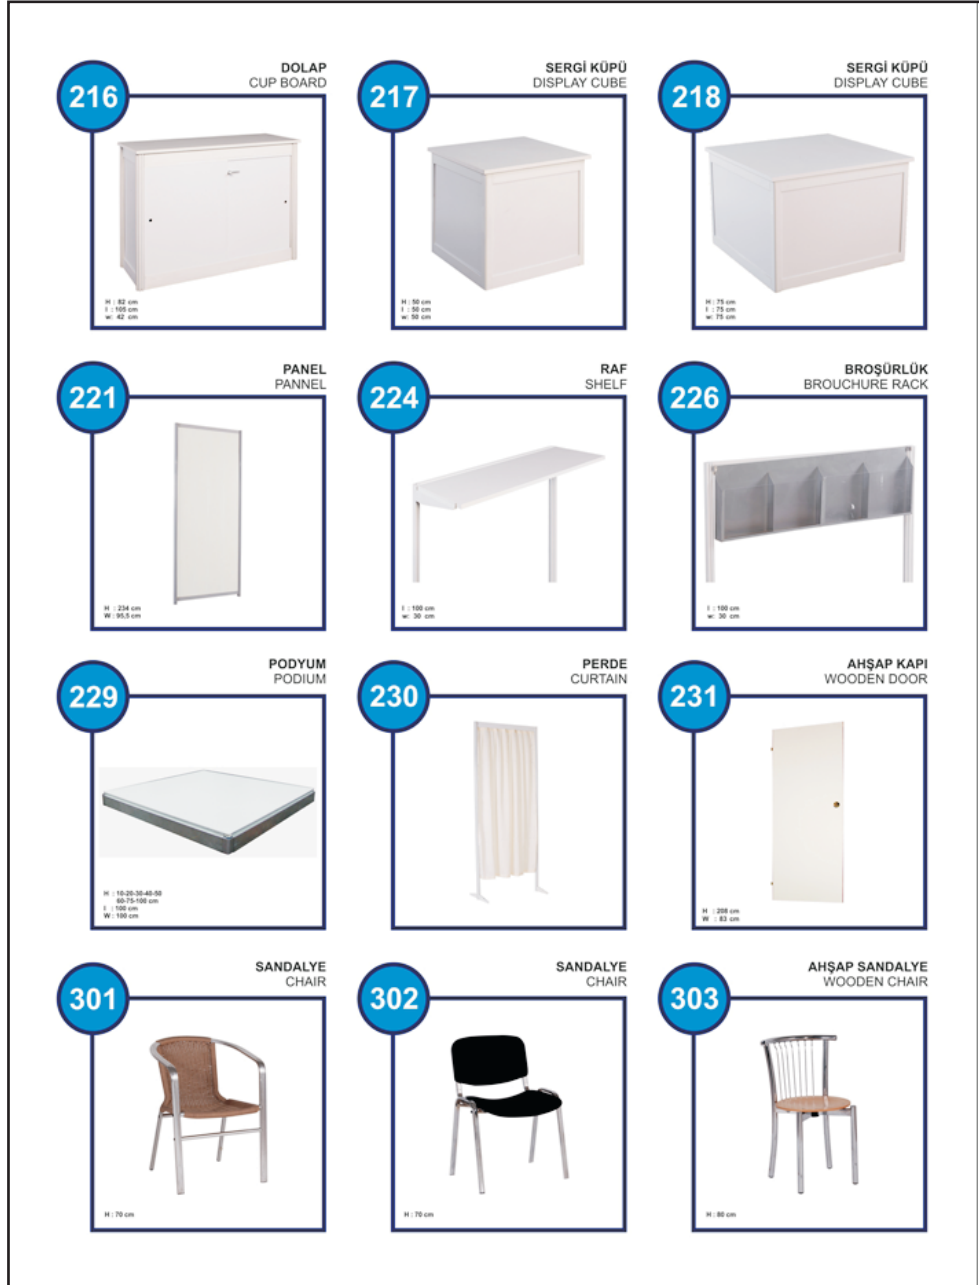 216
DOLAP
CUP BOARD
H : 82 cm
I : 105 cm
w: 42 cm
217
SERGİ KÜPÜ
DISPLAY CUBE
H : 50 cm
I : 50 cm
w: 50 cm
218
SERGİ KÜPÜ
DISPLAY CUBE
H : 75 cm
I : 75 cm
w: 75 cm
221
PANEL
PANNEL
H : 234 cm
W : 95,5 cm
224
RAF
SHELF
I : 100 cm
w: 30 cm
226
BROŞÜRLÜK
BROUCHURE RACK
I : 100 cm
w: 30 cm
229
PODYUM
PODIUM
H : 10-20-30-40-50
60-75-100 cm
I : 100 cm
W : 100 cm
230
PERDE
CURTAIN
231
AHŞAP KAPI
WOODEN DOOR
H : 208 cm
W : 83 cm
301
SANDALYE
CHAIR
H : 70 cm
302
SANDALYE
CHAIR
H : 70 cm
303
AHŞAP SANDALYE
WOODEN CHAIR
H : 80 cm